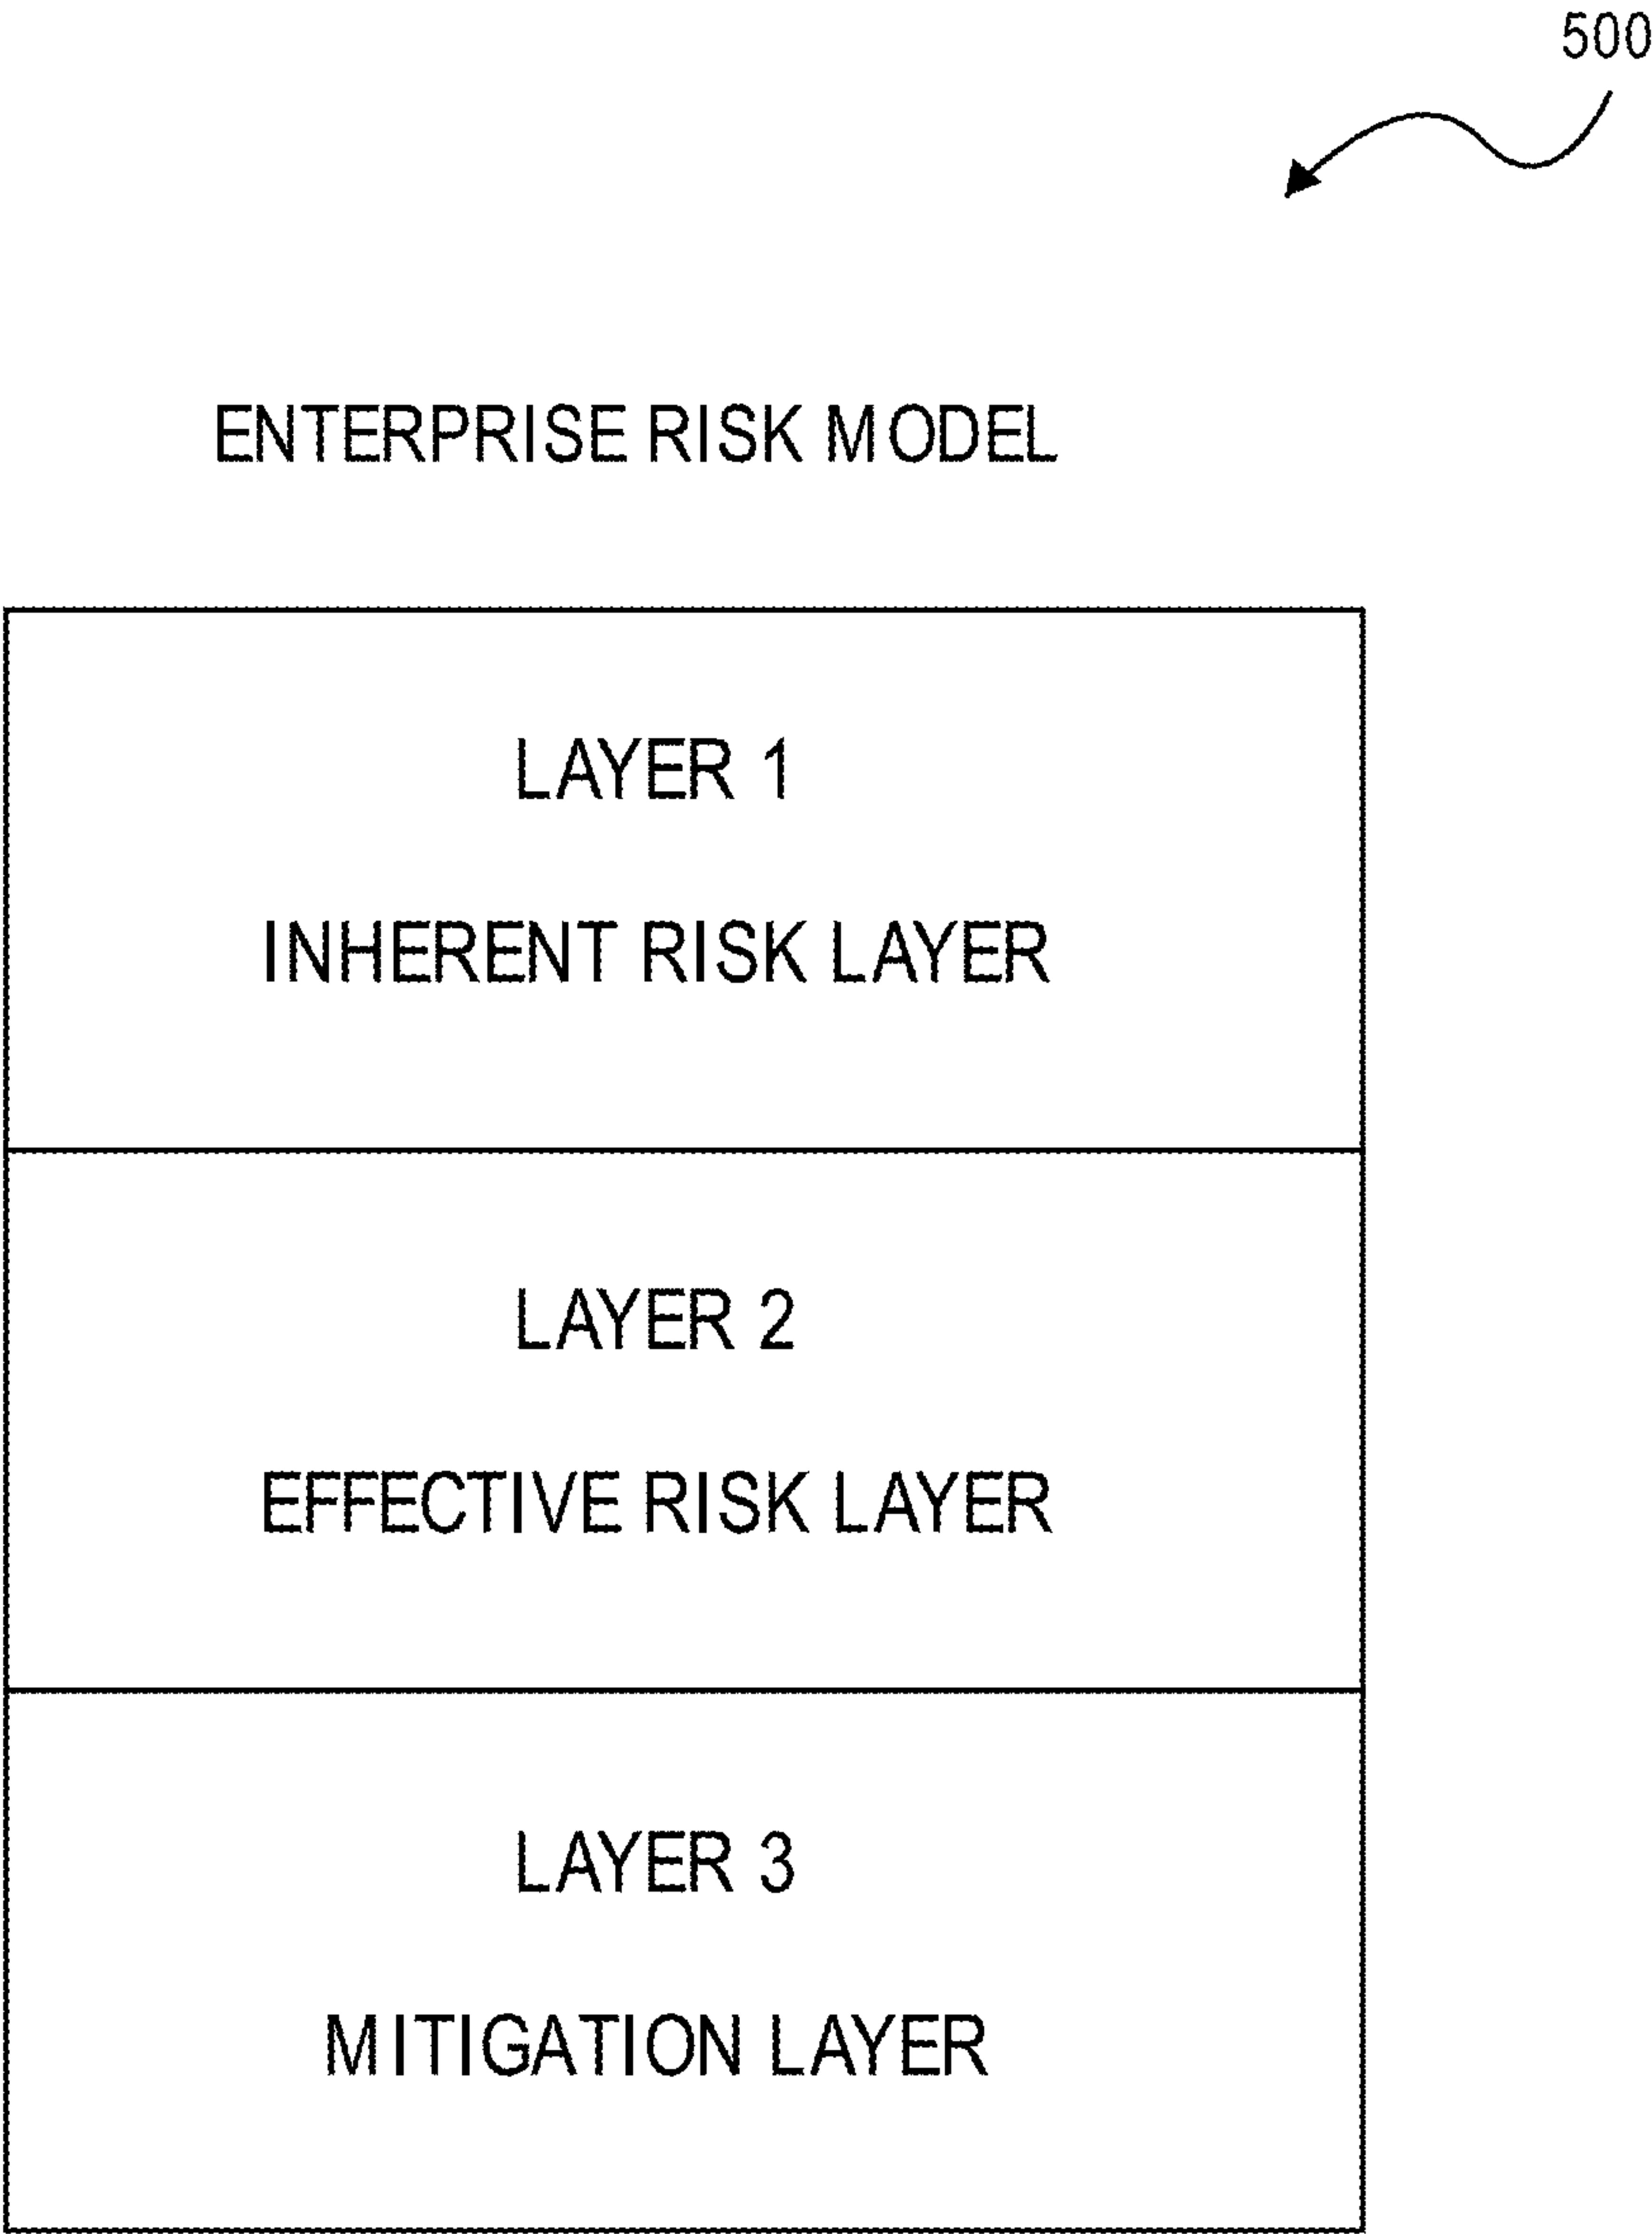 500
ENTERPRISE RISK MODEL
LAYER 1
INHERENT RISK LAYER
LAYER 2
EFFECTIVE RISK LAYER
LAYER 3
MITIGATION LAYER